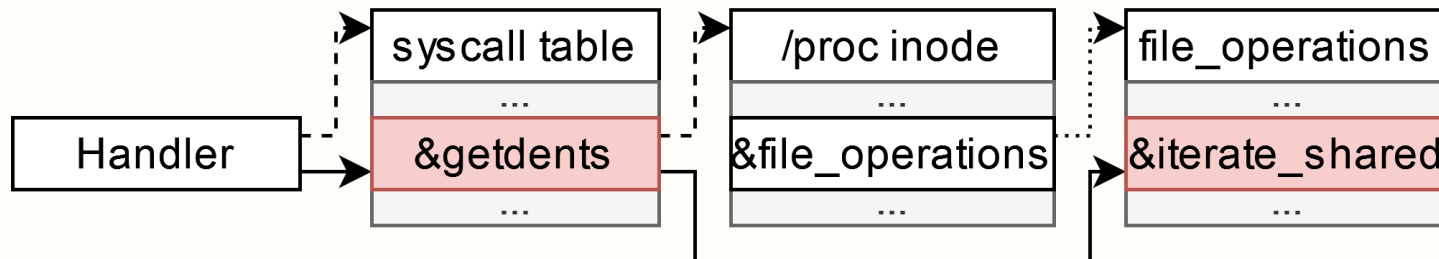 syscall table
/proc inode
file_operations
...
...
...
Handler
&getdents
&file_operations
&iterate_shared
...
...
...